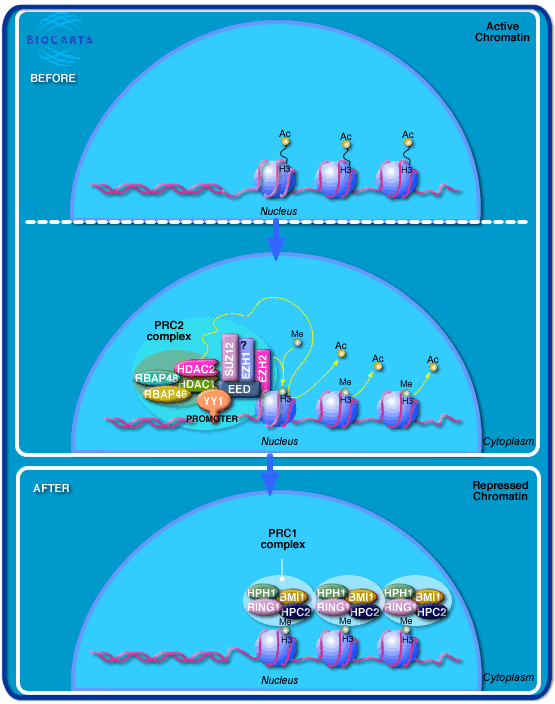 BIOCARTA
Active
Chromatin
BEFORE
Ac
Ac
Ac
H3
H3
H3
Nucleus
PRC2
complex
Me
Ac
Ac
Ac
?
SUZ12
EZH1
EZH2
HDAC2
RBAP48
HDAC1
RBAP46
EED
YY1
PROMOTER
Me
Me
H3
H3
H3
Nucleus
Cytoplasm
AFTER
Repressed
Chromatin
PRC1
complex
HPH1
BMI1
RING1
HPC2
HPH1
BMI1
RING1
HPC2
HPH1
BMI1
RING1
HPC2
Me
Me
Me
H3
H3
H3
Nucleus
Cytoplasm